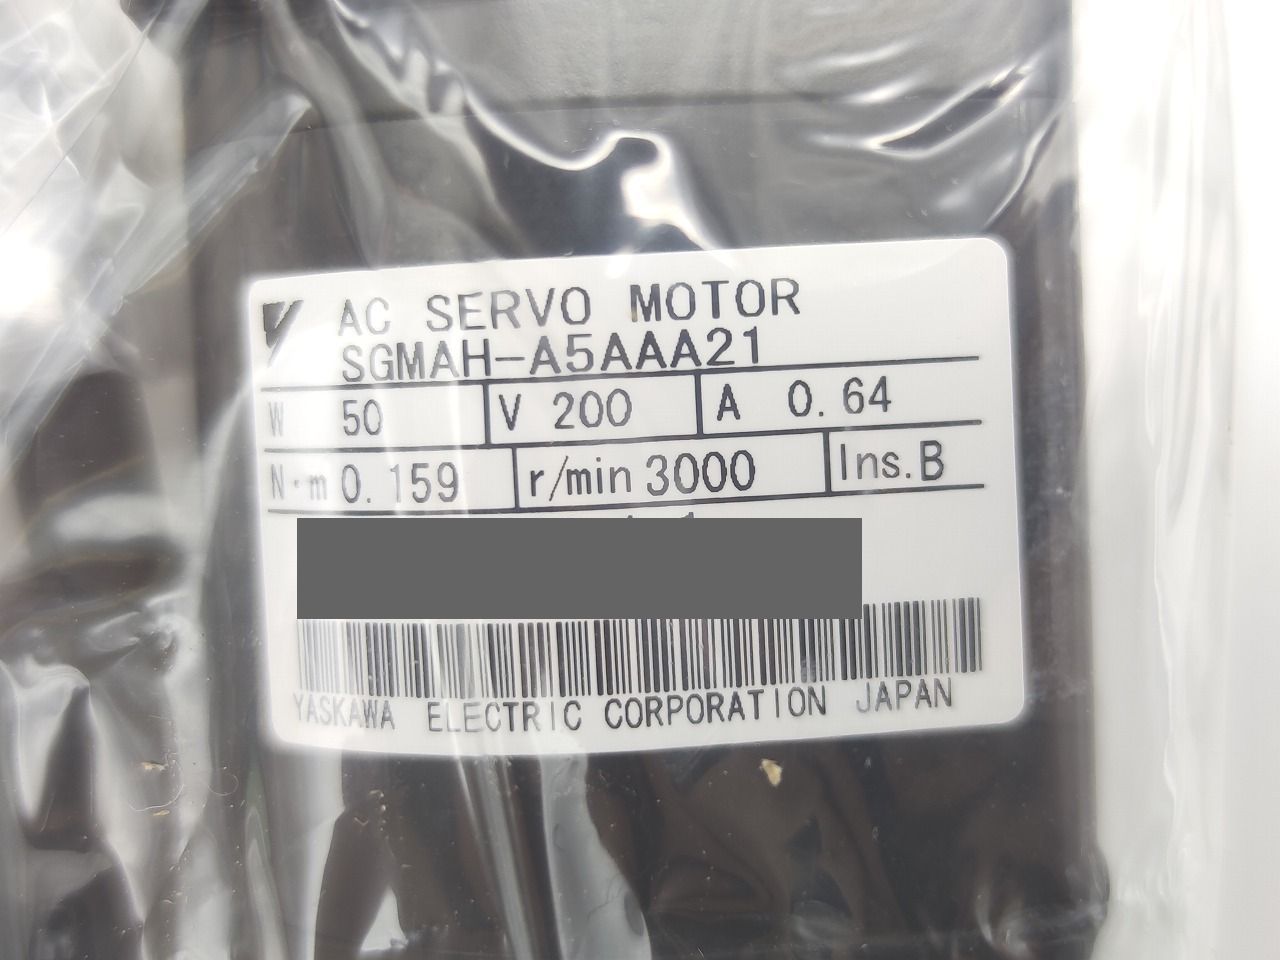 AC SERVO MOTOR
SGMAH-A5AAA21
W 50 V 200 A 0.64
N·m 0.159 r/min 3000 Ins.B
YASKAWA ELECTRIC CORPORATION JAPAN